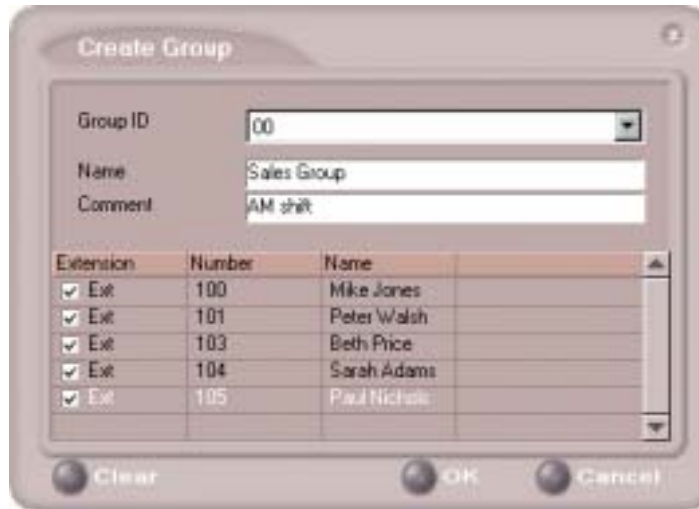 Create Group
Group ID 00
Name Sales Group
Comment AM shift
Extension Number Name
Ext 100 Mike Jones
Ext 101 Peter Walsh
Ext 103 Beth Price
Ext 104 Sarah Adams
Ext 105 Paul Nichols
Clear OK Cancel